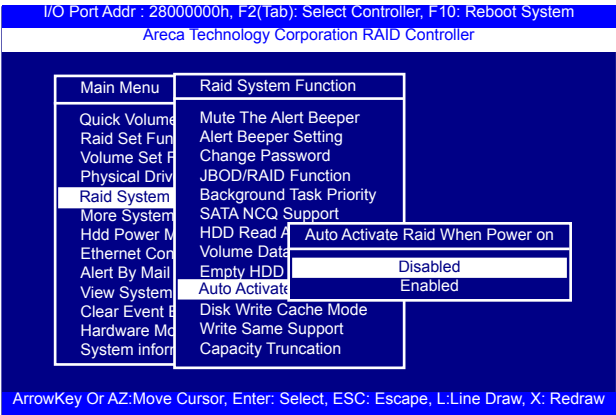 I/O Port Addr : 28000000h, F2(Tab): Select Controller, F10: Reboot System
Areca Technology Corporation RAID Controller
Main Menu
Quick Volume
Raid Set Fun
Volume Set F
Physical Driv
Raid System
More System
Hdd Power M
Ethernet Con
Alert By Mail
View System
Clear Event E
Hardware Mo
System inforr
Raid System Function
Mute The Alert Beeper
Alert Beeper Setting
Change Password
JBOD/RAID Function
Background Task Priority
SATA NCQ Support
HDD Read A
Volume Data
Empty HDD
Auto Activate
Disk Write Cache Mode
Write Same Support
Capacity Truncation
Auto Activate Raid When Power on
Disabled
Enabled
ArrowKey Or AZ:Move Cursor, Enter: Select, ESC: Escape, L:Line Draw, X: Redraw